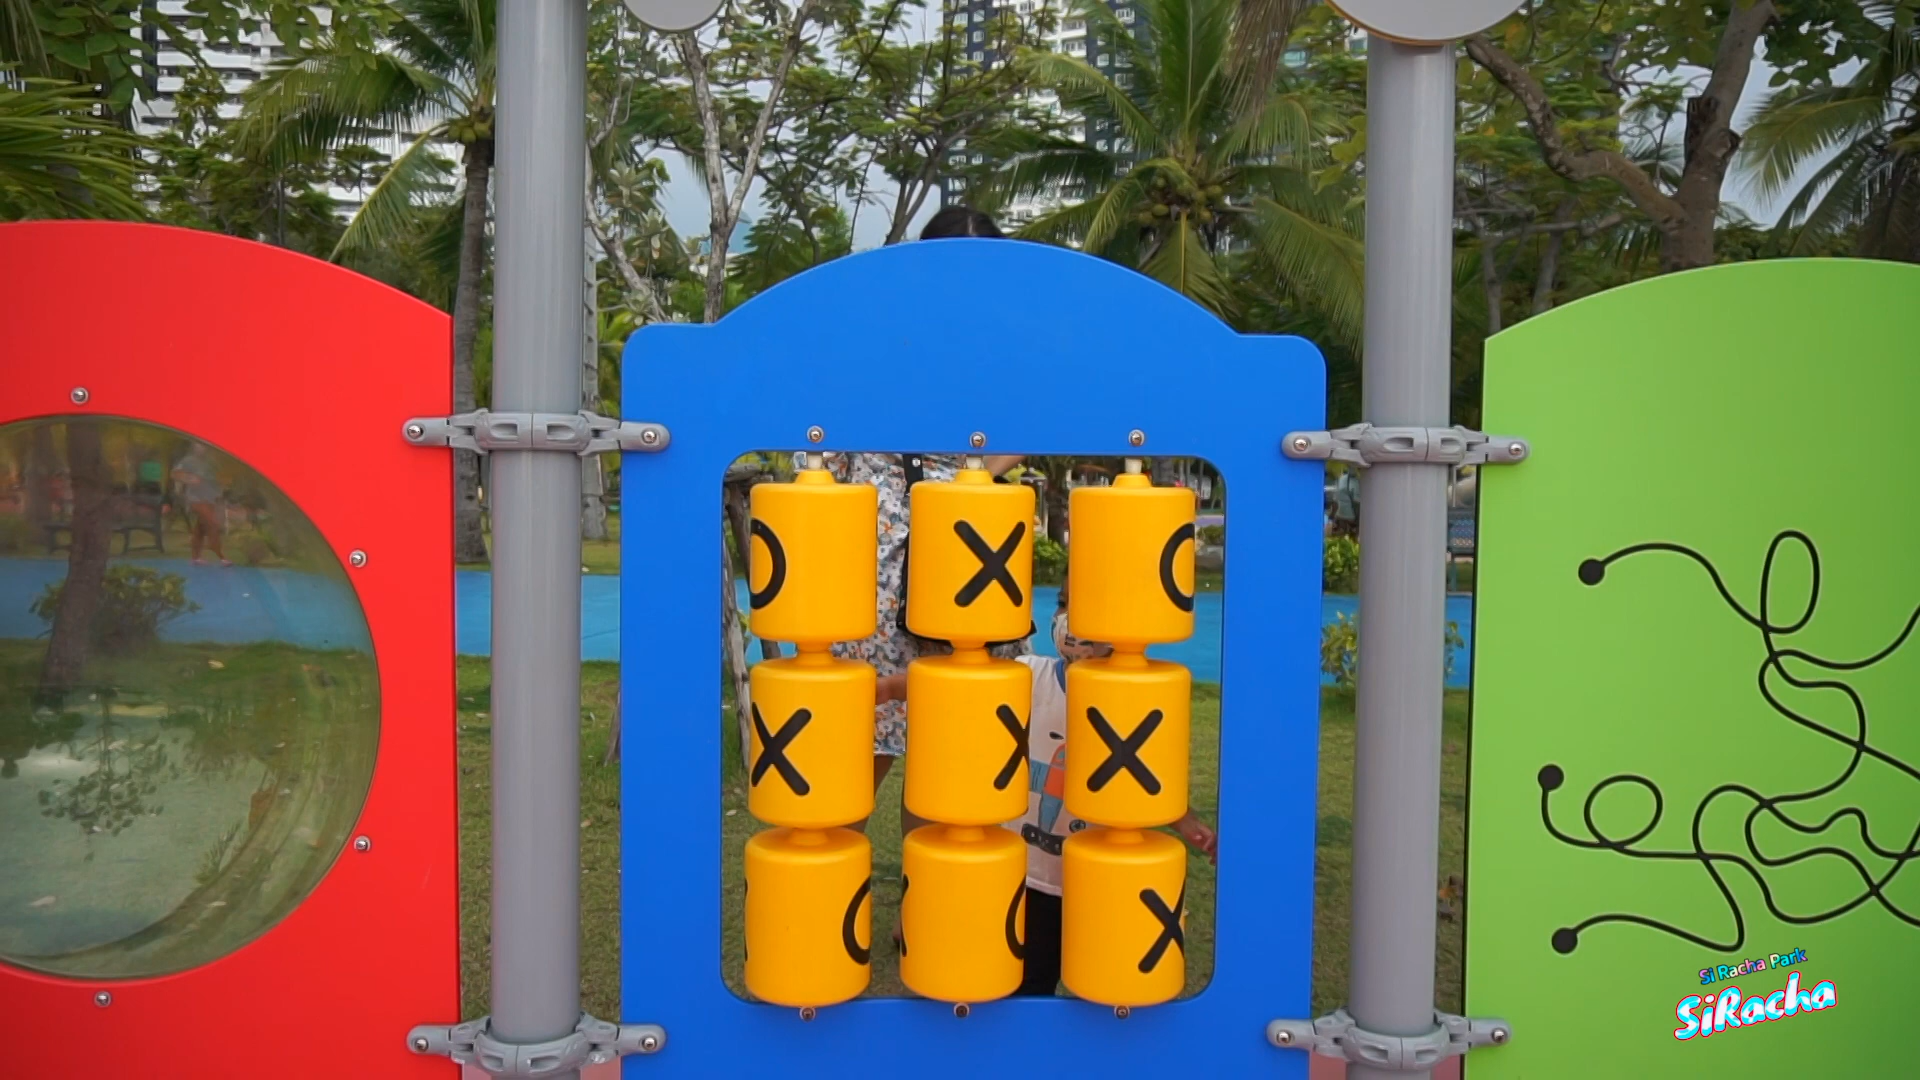 O X O
X X X
O O X
Si Racha Park
SiRacha